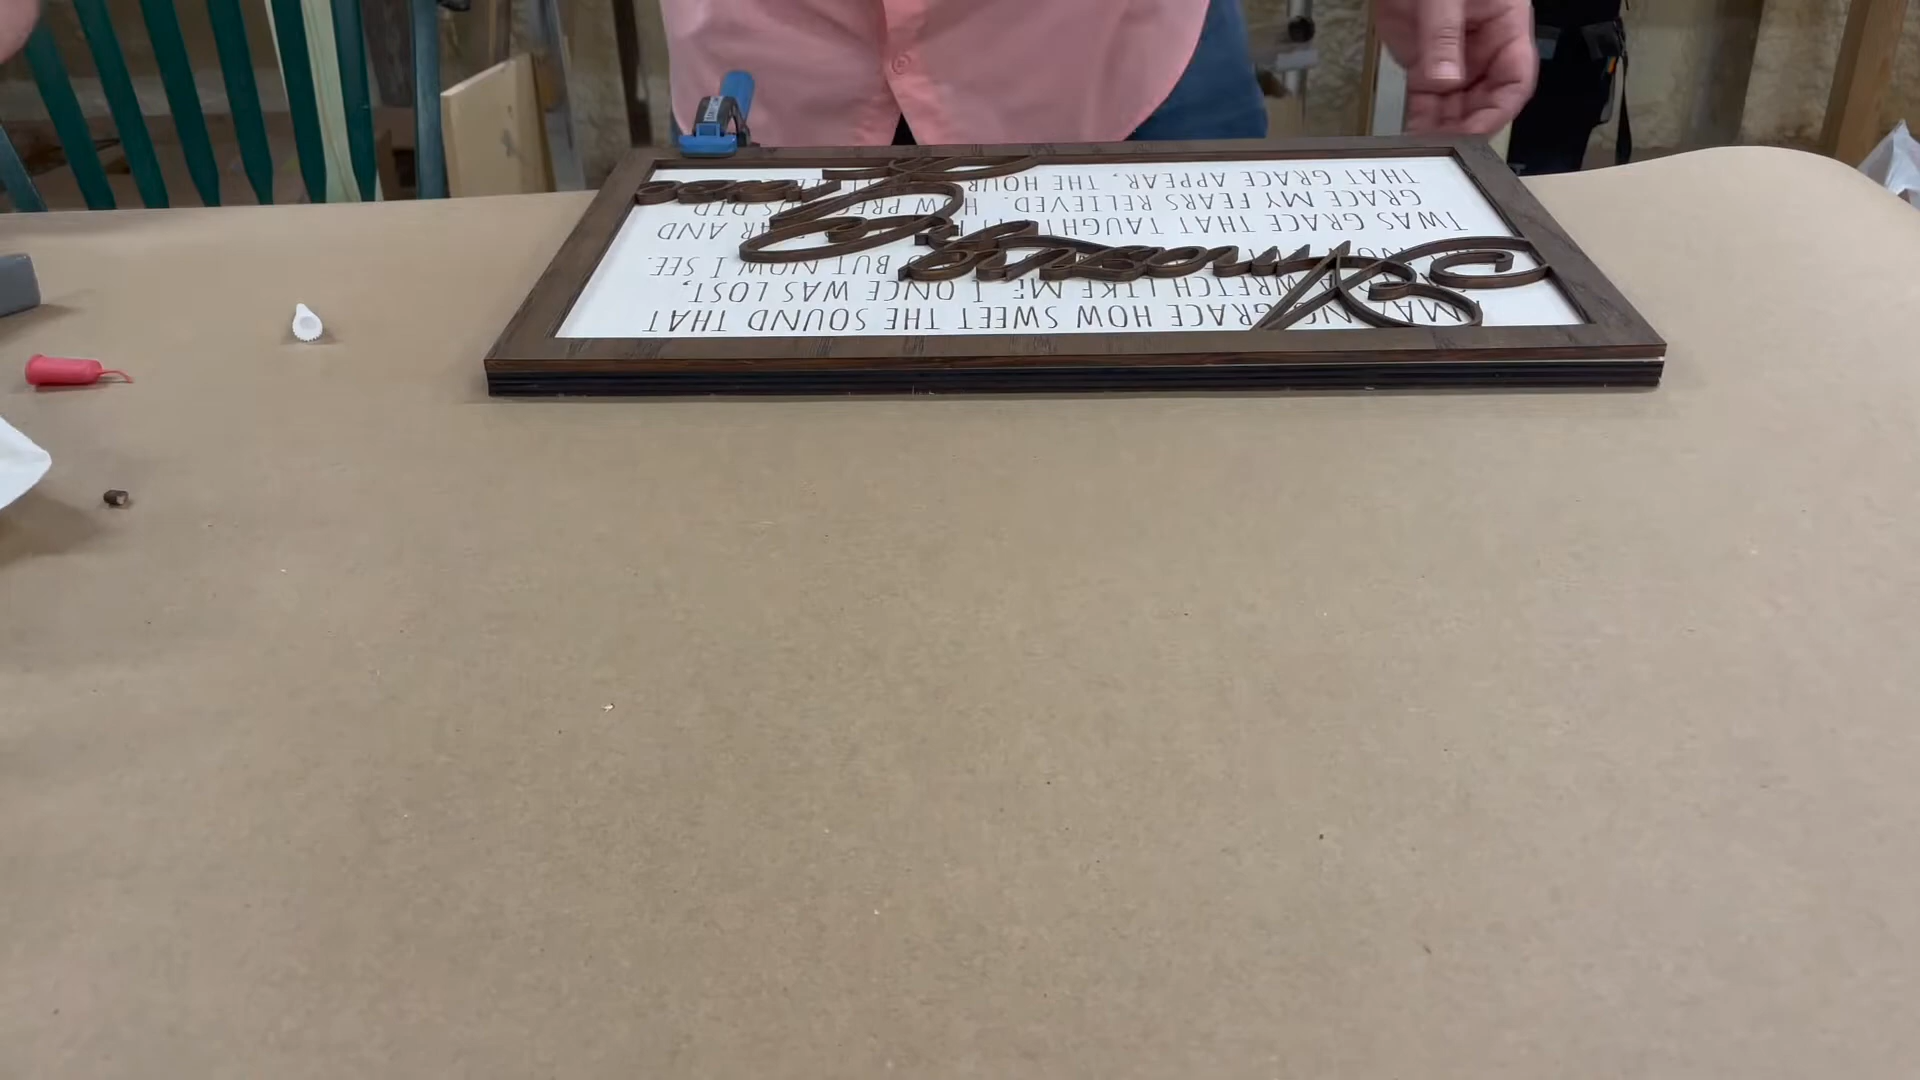 Amazing Grace
AMAZING GRACE HOW SWEET THE SOUND THAT
A WRETCH LIKE ME I ONCE WAS LOST,
BUT NOW I SEE.
TWAS GRACE THAT TAUGHT AND
GRACE MY FEARS RELIEVED. HOW DID
THAT GRACE APPEAR, THE HOUR